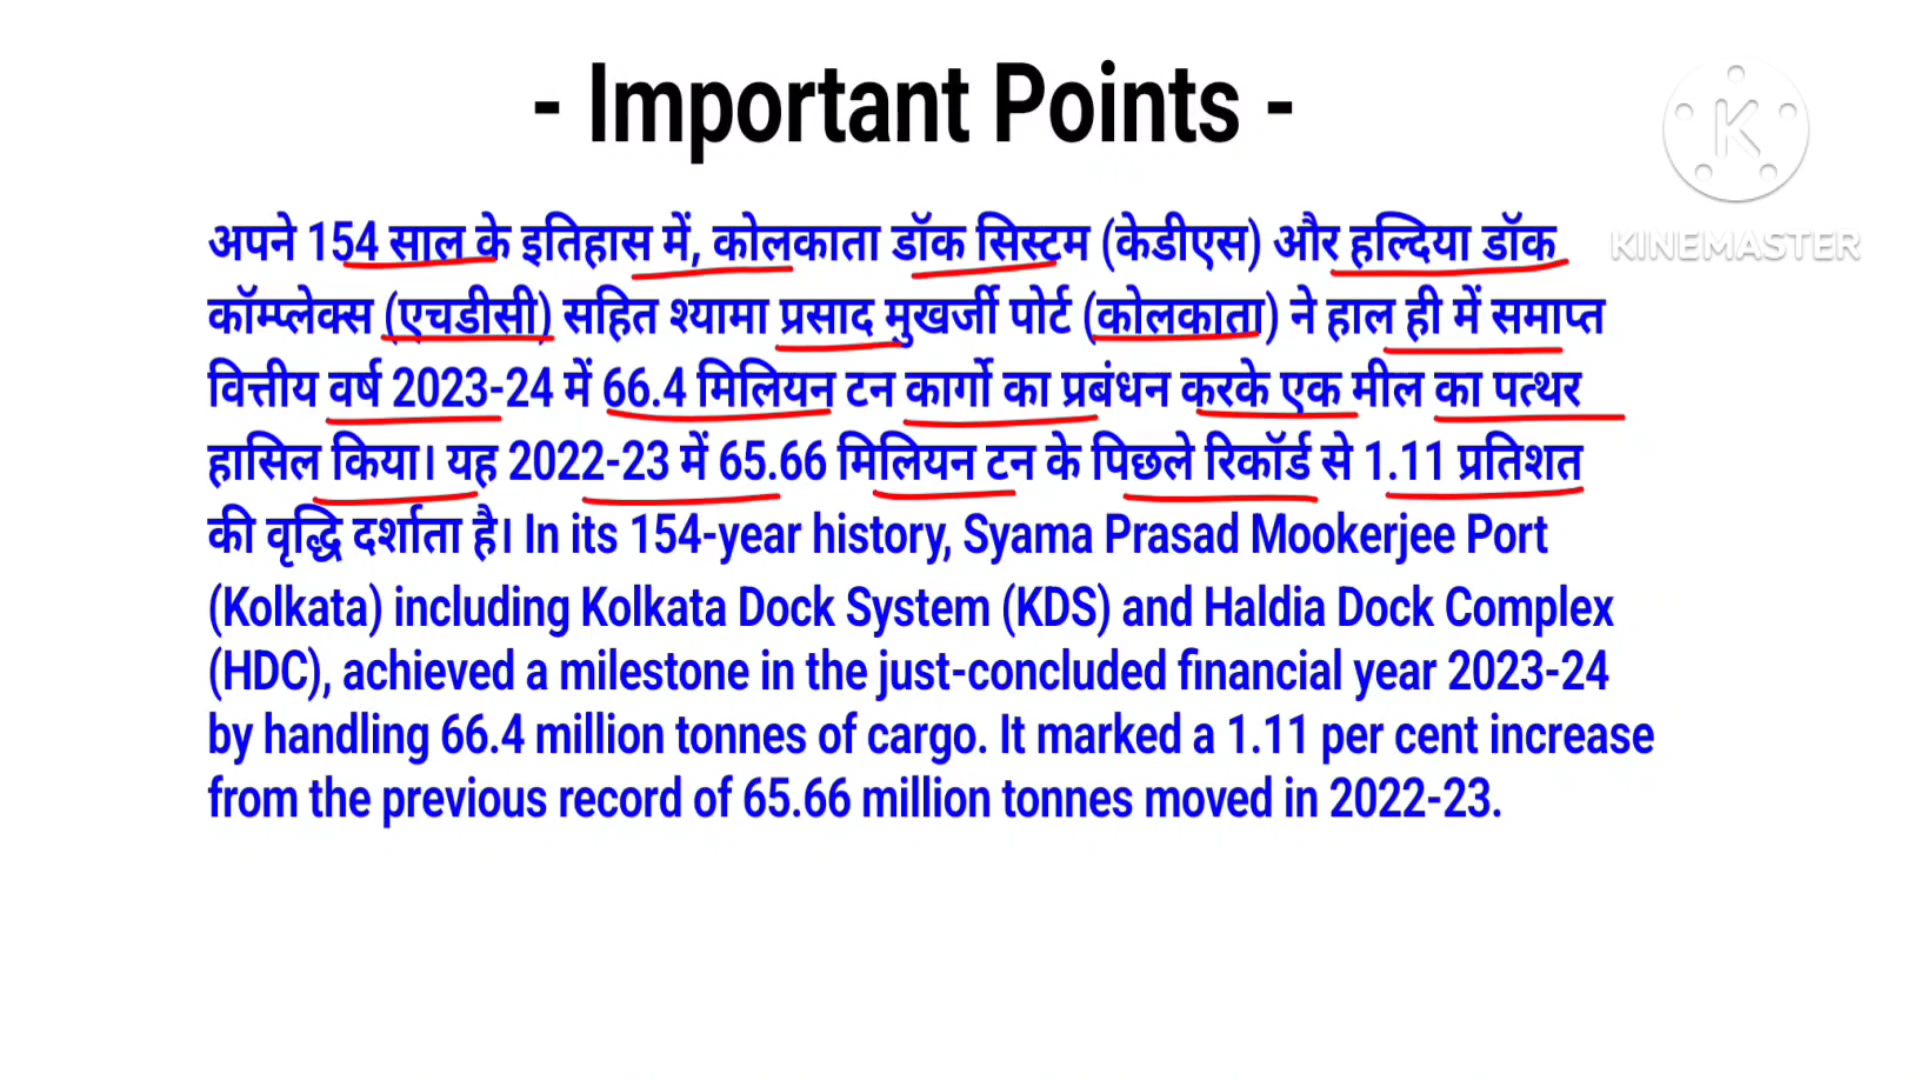 - Important Points -
K
KINEMASTER
अपने 154 साल के इतिहास में, कोलकाता डॉक सिस्टम (केडीएस) और हल्दिया डॉक
कॉम्प्लेक्स (एचडीसी) सहित श्यामा प्रसाद मुखर्जी पोर्ट (कोलकाता) ने हाल ही में समाप्त
वित्तीय वर्ष 2023-24 में 66.4 मिलियन टन कार्गो का प्रबंधन करके एक मील का पत्थर
हासिल किया। यह 2022-23 में 65.66 मिलियन टन के पिछले रिकॉर्ड से 1.11 प्रतिशत
की वृद्धि दर्शाता है। In its 154-year history, Syama Prasad Mookerjee Port
(Kolkata) including Kolkata Dock System (KDS) and Haldia Dock Complex
(HDC), achieved a milestone in the just-concluded financial year 2023-24
by handling 66.4 million tonnes of cargo. It marked a 1.11 per cent increase
from the previous record of 65.66 million tonnes moved in 2022-23.